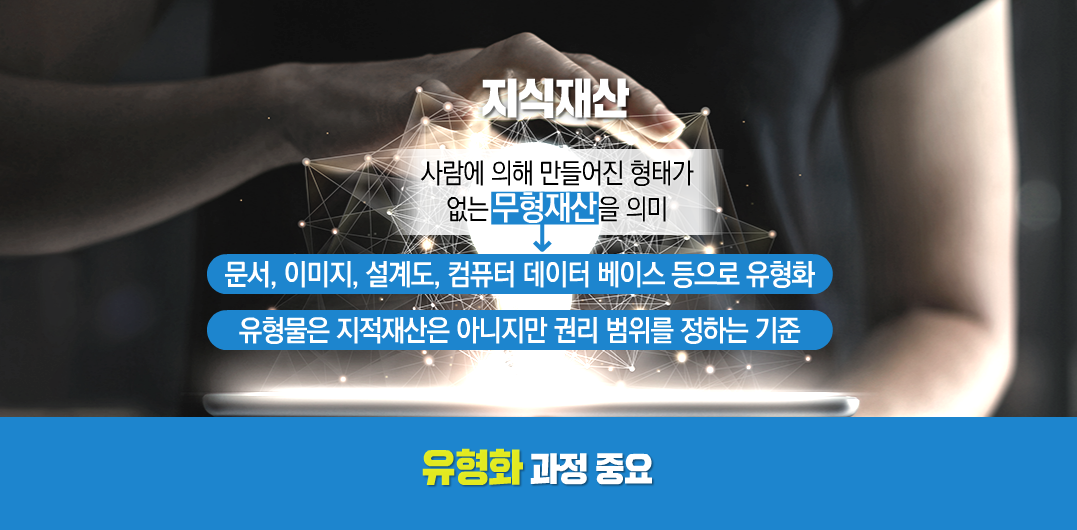 지식재산
사람에 의해 만들어진 형태가
없는 무형재산을 의미
문서, 이미지, 설계도, 컴퓨터 데이터 베이스 등으로 유형화
유형물은 지적재산은 아니지만 권리 범위를 정하는 기준
유형화 과정 중요